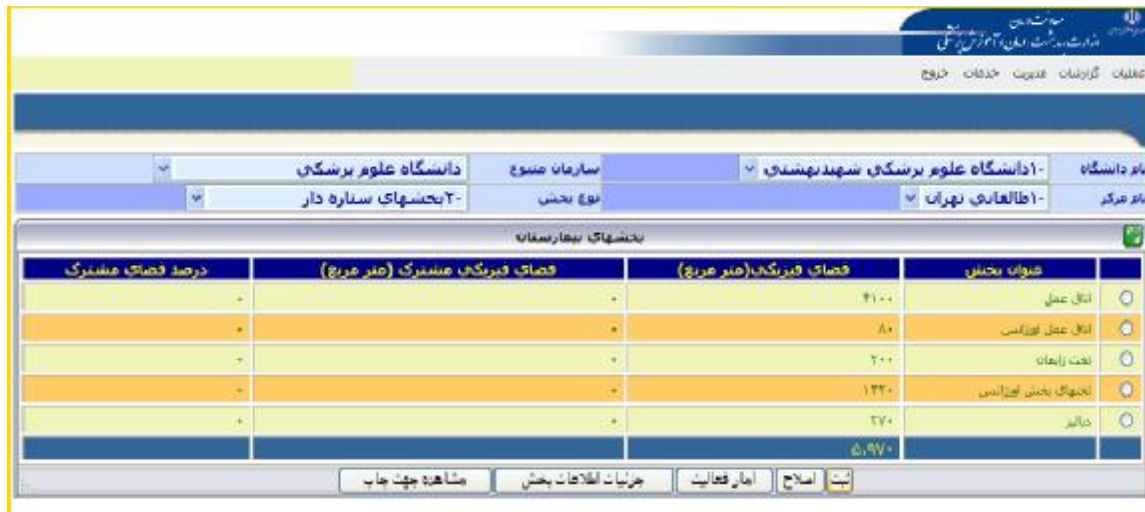 معاونت درمان
وزارت بهداشت، درمان و آموزش پزشکی
عملیات گزارشات مدیریت خدمات خروج
نام دانشگاه ۱-دانشگاه علوم پزشکی شهیدبهشتی سازمان متبوع دانشگاه علوم پزشکی
نام مرکز ۱-طالقانی تهران نوع بخش ۲-بخشهای ستاره دار
بخشهای بیمارستان
عنوان بخش فضای فیزیکی(متر مربع) فضای فیزیکی مشترک (متر مربع) درصد فضای مشترک
اتاق عمل ۴۱۰۰ ۰ ۰
اتاق عمل اورژانس ۸۰ ۰ ۰
تخت زایمان ۲۰۰ ۰ ۰
تختهای بخش اورژانس ۱۳۲۰ ۰ ۰
دیالیز ۲۷۰ ۰ ۰
۵,۹۷۰
ثبت اصلاح آمار فعالیت جزئیات اطلاعات بخش مشاهده جهت چاپ